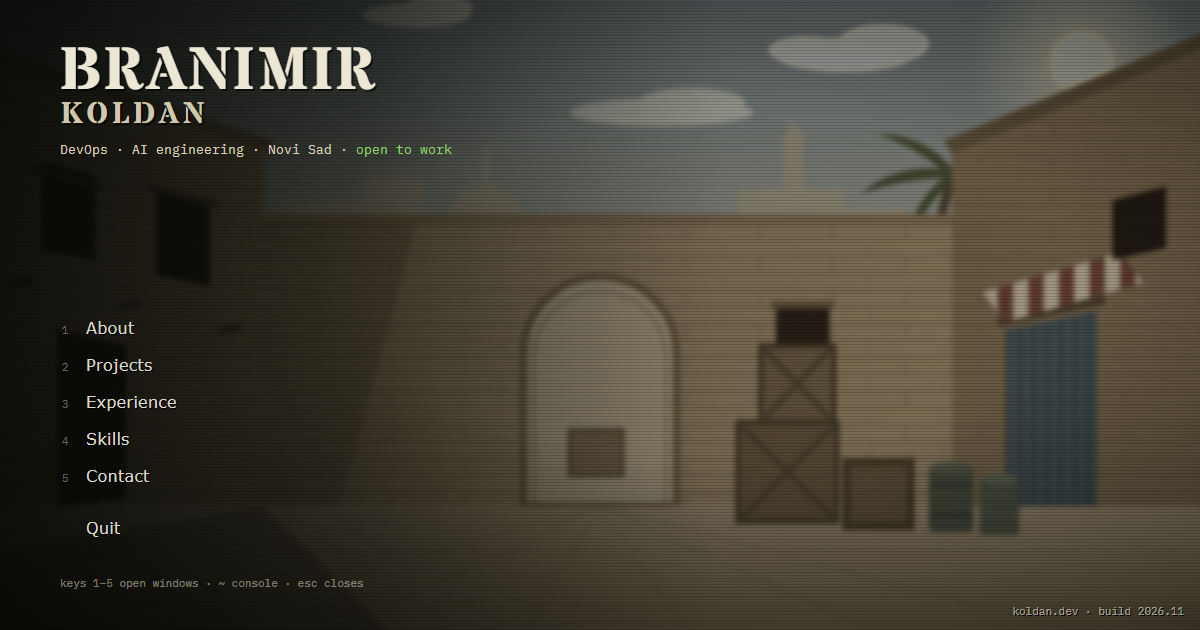 BRANIMIR
KOLDAN
DevOps · AI engineering · Novi Sad · open to work
1 About
2 Projects
3 Experience
4 Skills
5 Contact
Quit
keys 1–5 open windows · ~ console · esc closes
koldan.dev · build 2026.11